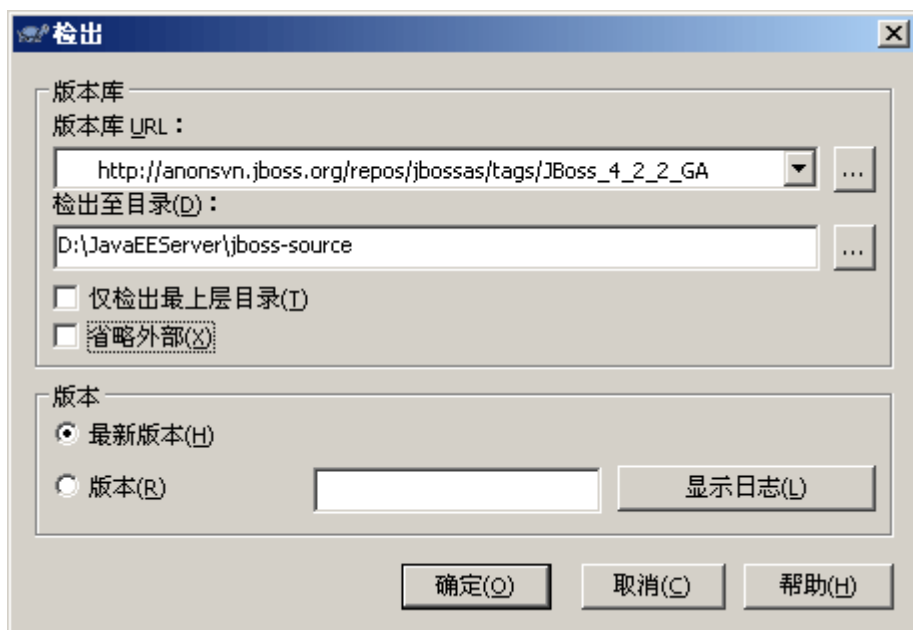 检出
版本库
版本库 URL：
http://anonsvn.jboss.org/repos/jbossas/tags/JBoss_4_2_2_GA
...
检出至目录(D)：
D:\JavaEEServer\jboss-source
...
仅检出最上层目录(T)
省略外部(X)
版本
最新版本(H)
版本(R)
显示日志(L)
确定(O) 取消(C) 帮助(H)